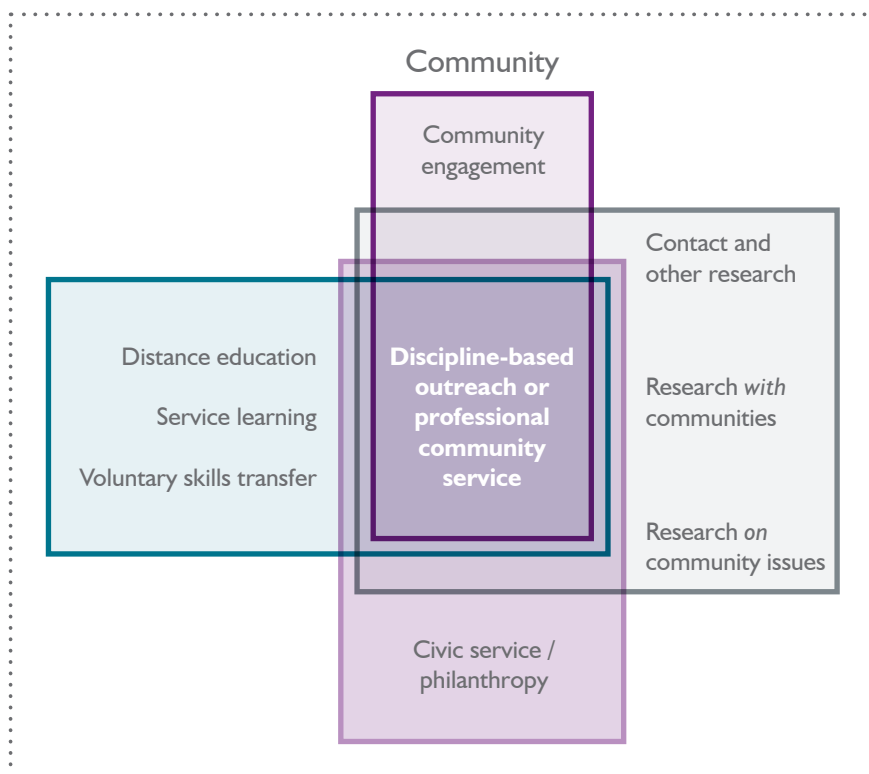 Community
Community
engagement
Contact and
other research
Distance education
Service learning
Voluntary skills transfer
Discipline-based
outreach or
professional
community
service
Research with
communities
Research on
community issues
Civic service /
philanthropy